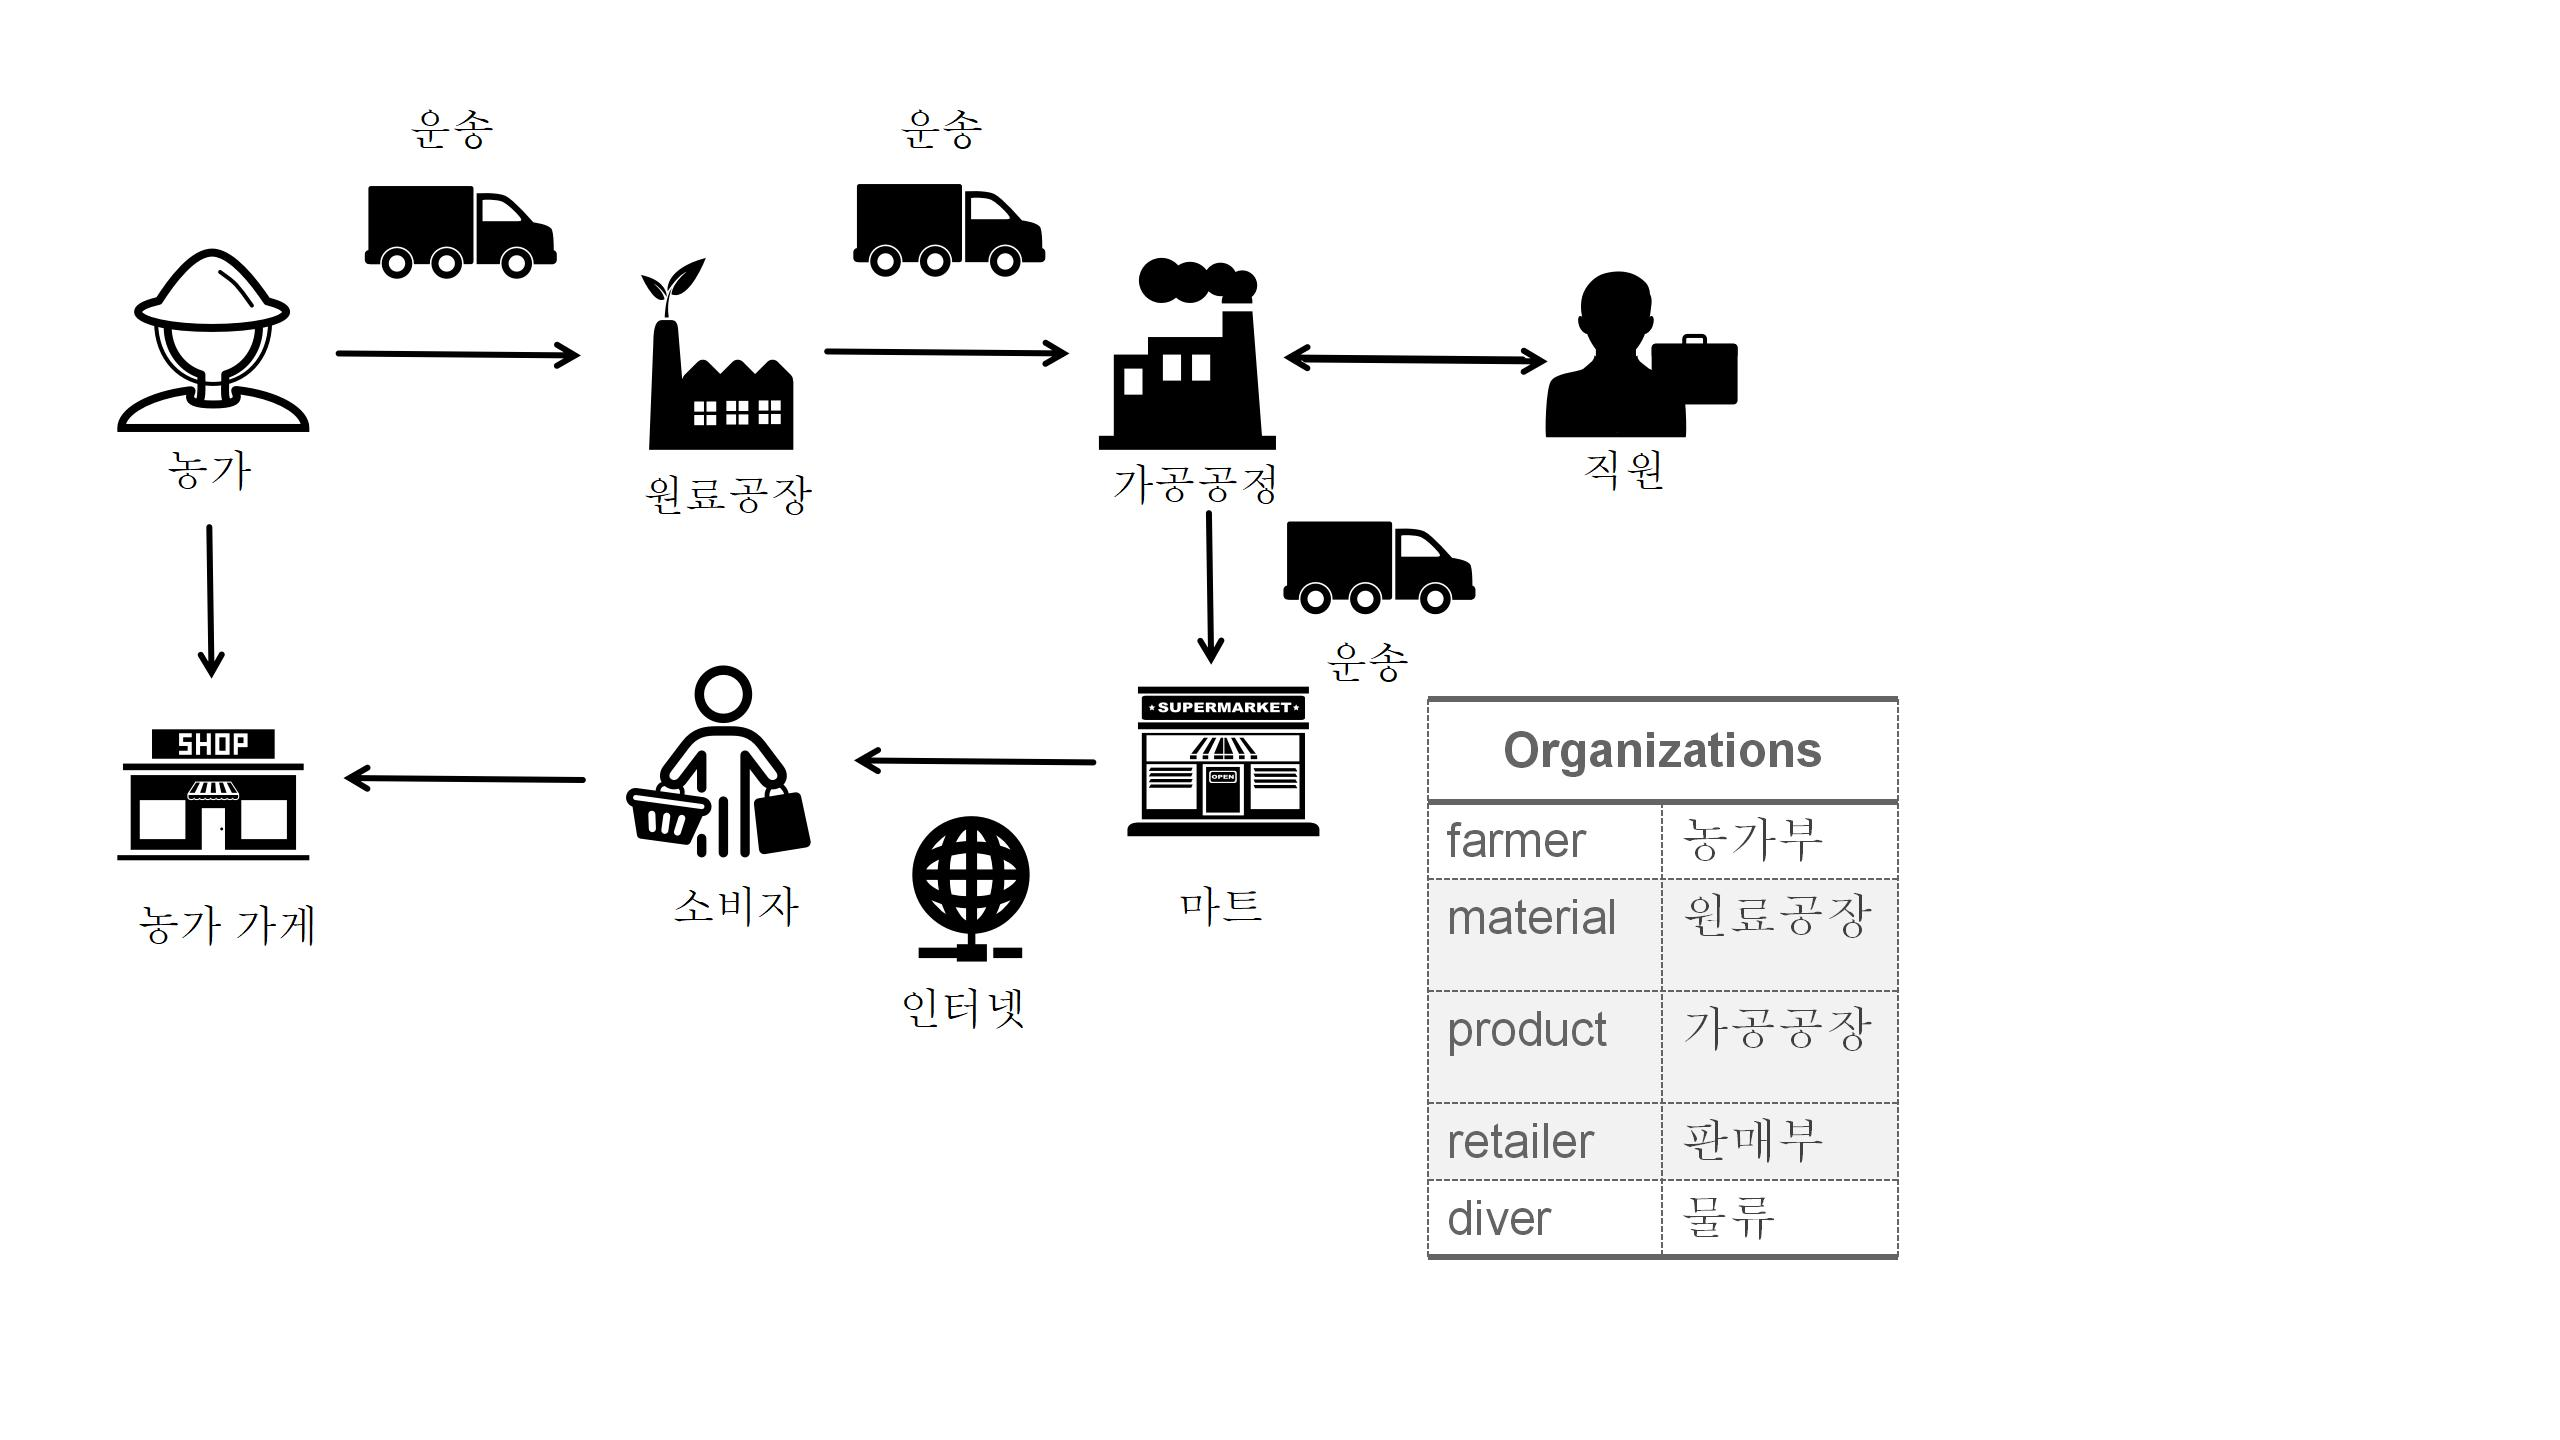 운송
운송
농가
원료공장
가공공정
직원
운송
SHOP
SUPERMARKET
OPEN
농가 가게
소비자
마트
인터넷
Organizations
farmer 농가부
material 원료공장
product 가공공장
retailer 판매부
diver 물류